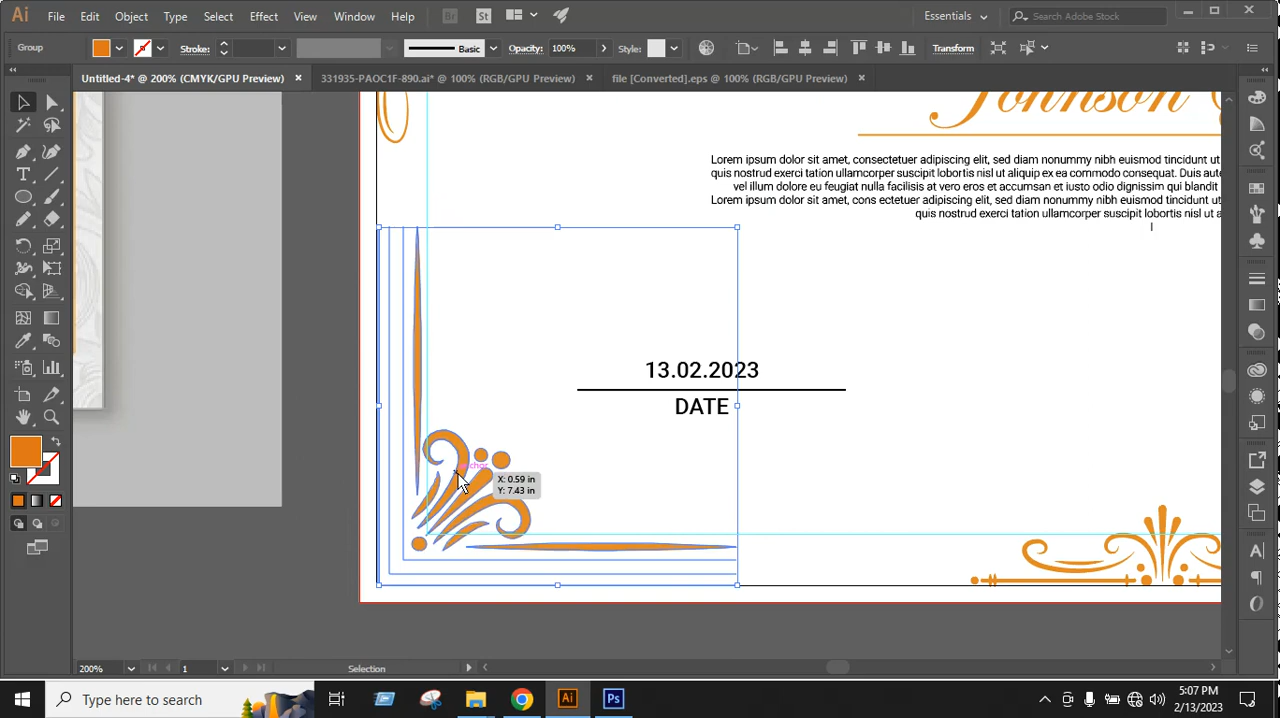 Ai File Edit Object Type Select Effect View Window Help Br St Essentials Search Adobe Stock
Group Stroke: Basic Opacity: 100% Style: Transform
Untitled-4* @ 200% (CMYK/GPU Preview) × 331935-PAOC1F-890.ai* @ 100% (RGB/GPU Preview) × file [Converted].eps @ 100% (RGB/GPU Preview) ×
Johnson
Lorem ipsum dolor sit amet, consectetuer adipiscing elit, sed diam nonummy nibh euismod tincidunt ut
quis nostrud exerci tation ullamcorper suscipit lobortis nisl ut aliquip ex ea commodo consequat. Duis aute
vel illum dolore eu feugiat nulla facilisis at vero eros et accumsan et iusto odio dignissim qui blandit
Lorem ipsum dolor sit amet, cons ectetuer adipiscing elit, sed diam nonummy nibh euismod tincidunt ut
quis nostrud exerci tation ullamcorper suscipit lobortis nisl ut a
13.02.2023
DATE
X: 0.59 in
Y: 7.43 in
200% 1 Selection
Type here to search Ai Ps 5:07 PM
2/13/2023